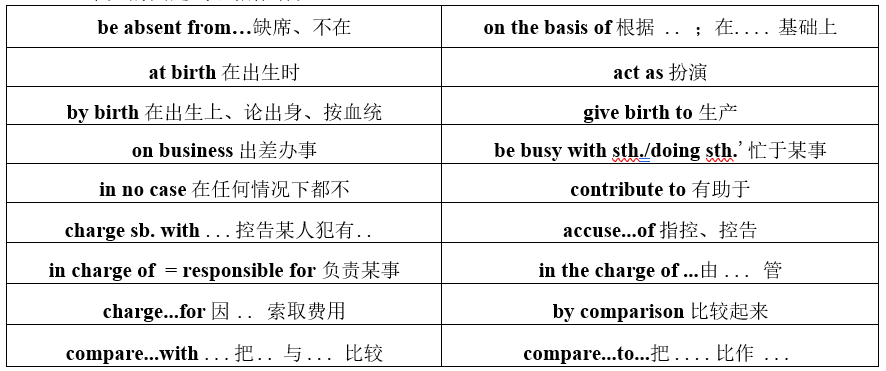 be absent from…缺席、不在
on the basis of 根据 . . ；在. . . . 基础上
at birth 在出生时
act as 扮演
by birth 在出生上、论出身、按血统
give birth to 生产
on business 出差办事
be busy with sth./doing sth.' 忙于某事
in no case 在任何情况下都不
contribute to 有助于
charge sb. with . . . 控告某人犯有. .
accuse...of 指控、控告
in charge of = responsible for 负责某事
in the charge of ...由 . . . 管
charge...for 因 . . 索取费用
by comparison 比较起来
compare...with . . . 把. . 与. . . 比较
compare...to...把 . . . . 比作 . . .